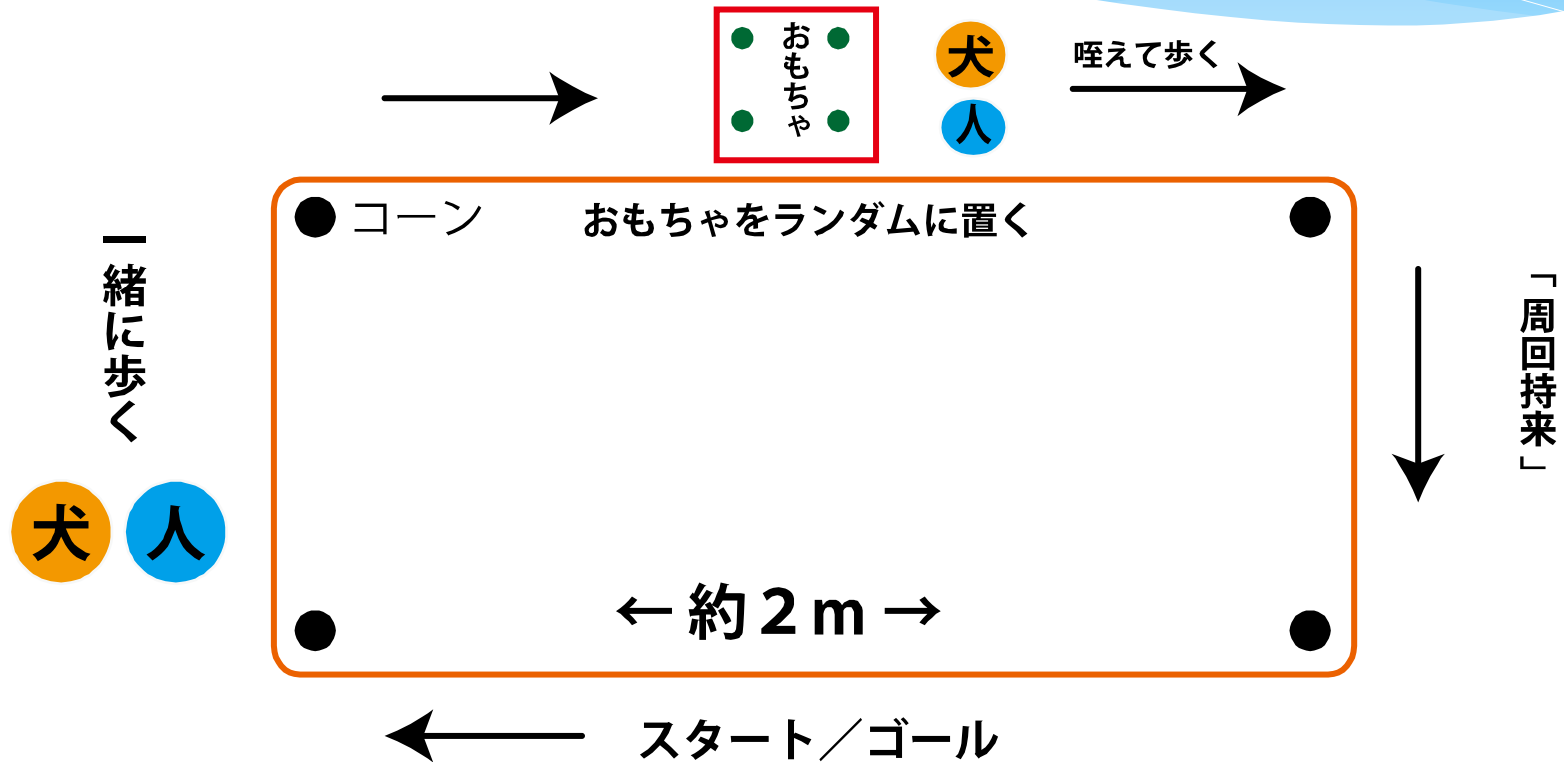 おもちゃ
犬
人
咥えて歩く
コーン
おもちゃをランダムに置く
一緒に歩く
「周回持来」
犬
人
←約2m→
スタート／ゴール